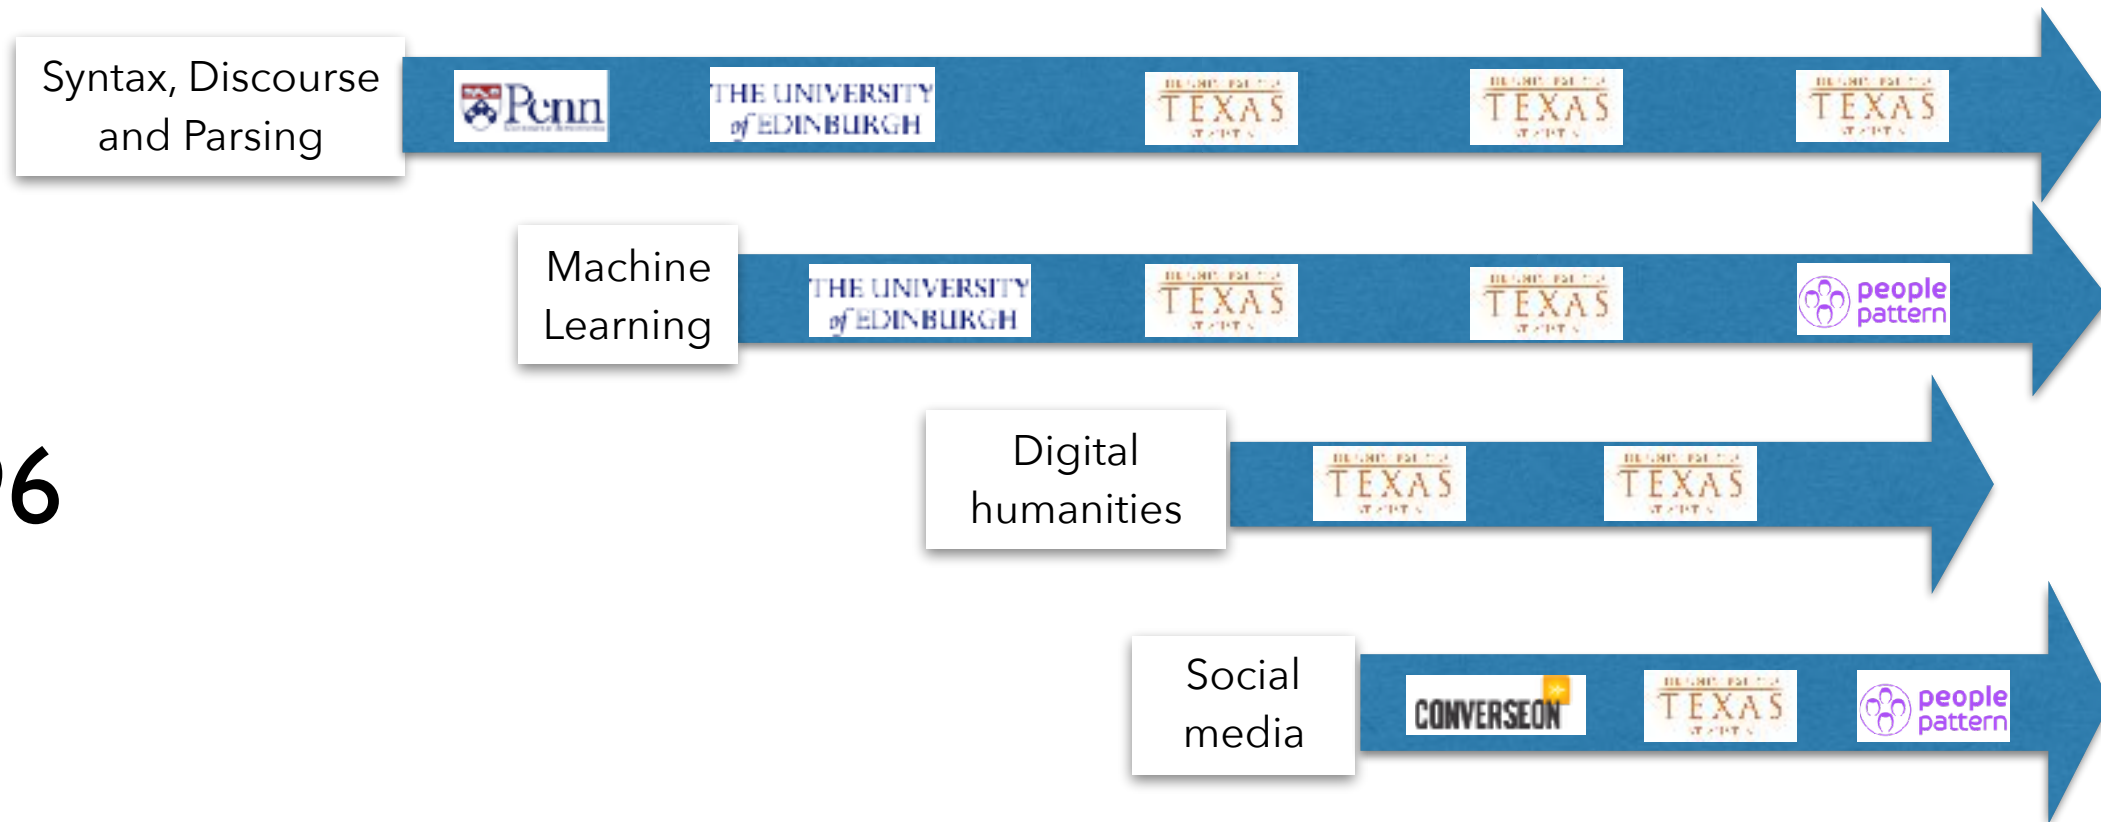 Syntax, Discourse
and Parsing
Penn
THE UNIVERSITY
of EDINBURGH
TEXAS
TEXAS
TEXAS
Machine
Learning
THE UNIVERSITY
of EDINBURGH
TEXAS
TEXAS
people
pattern
6
Digital
humanities
TEXAS
TEXAS
Social
media
CONVERSEON
TEXAS
people
pattern